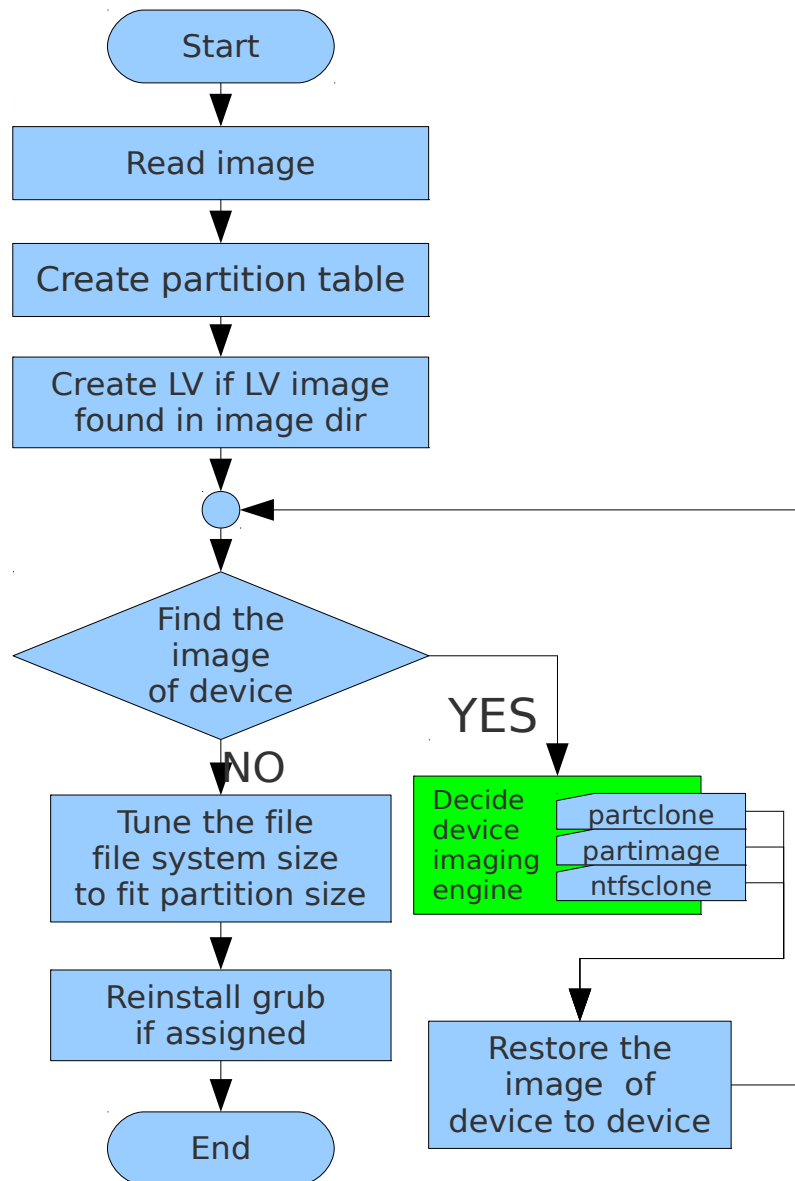 Start
Read image
Create partition table
Create LV if LV image
found in image dir
Find the
image
of device
YES
NO
Decide
device
imaging
engine
partclone
partimage
ntfsclone
Tune the file
file system size
to fit partition size
Reinstall grub
if assigned
Restore the
image of
device to device
End